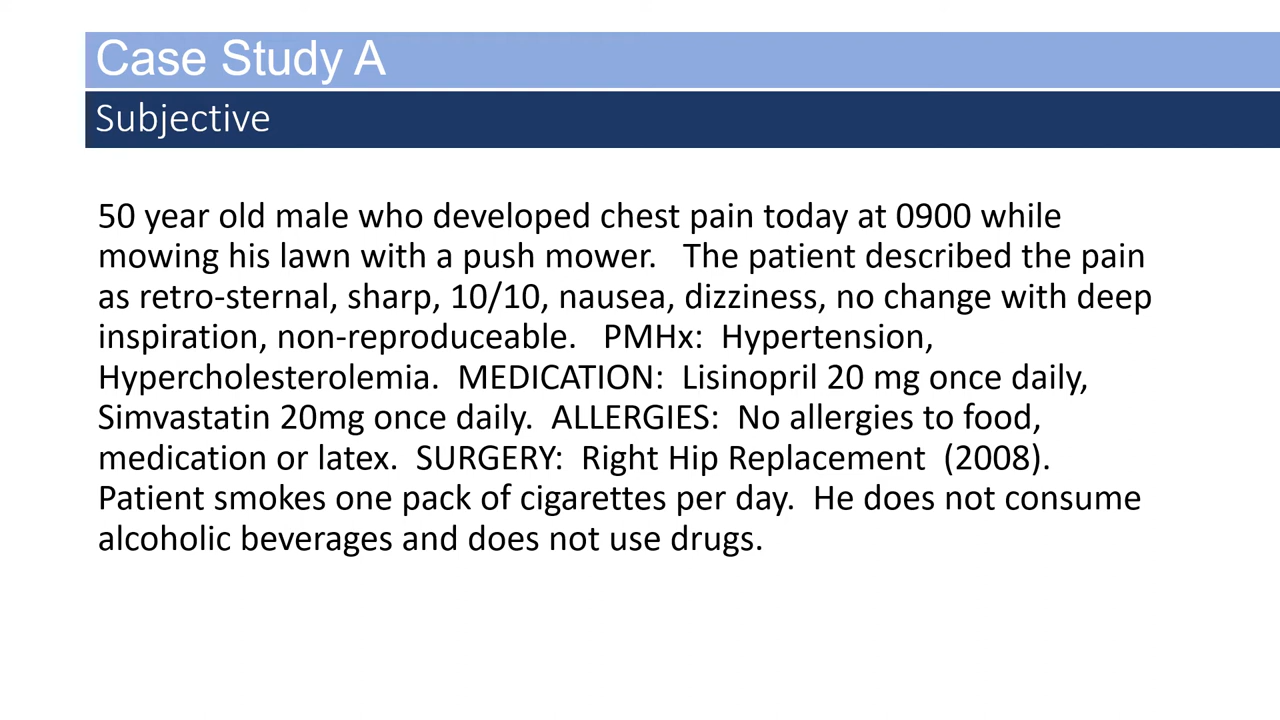 Case Study A
Subjective
50 year old male who developed chest pain today at 0900 while
mowing his lawn with a push mower.   The patient described the pain
as retro-sternal, sharp, 10/10, nausea, dizziness, no change with deep
inspiration, non-reproduceable.   PMHx:  Hypertension,
Hypercholesterolemia.  MEDICATION:  Lisinopril 20 mg once daily,
Simvastatin 20mg once daily.  ALLERGIES:  No allergies to food,
medication or latex.  SURGERY:  Right Hip Replacement  (2008).
Patient smokes one pack of cigarettes per day.  He does not consume
alcoholic beverages and does not use drugs.